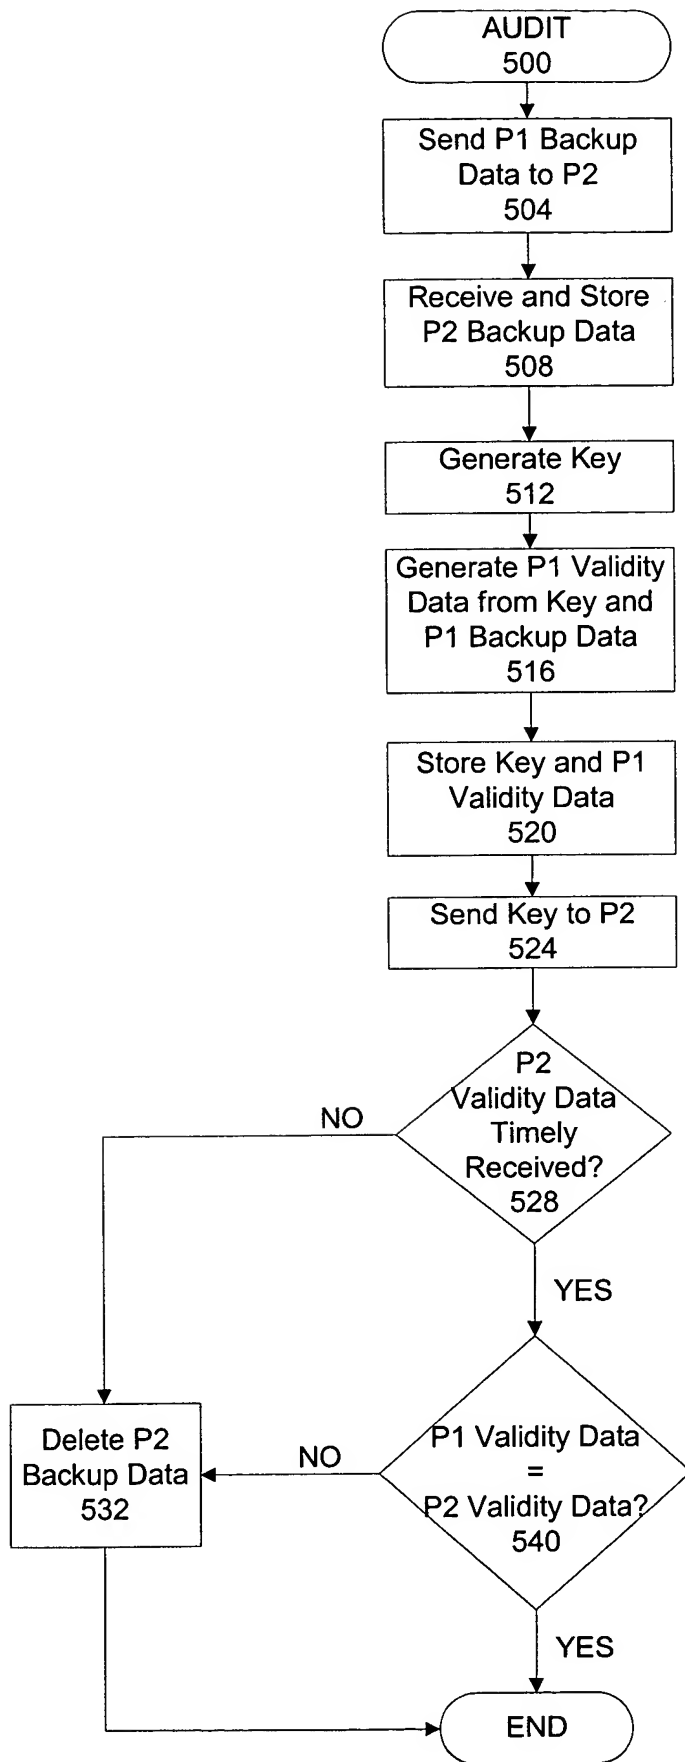 AUDIT
500
Send P1 Backup
Data to P2
504
Receive and Store
P2 Backup Data
508
Generate Key
512
Generate P1 Validity
Data from Key and
P1 Backup Data
516
Store Key and P1
Validity Data
520
Send Key to P2
524
P2
Validity Data
Timely
Received?
528
NO
YES
Delete P2
Backup Data
532
NO
P1 Validity Data
=
P2 Validity Data?
540
YES
END